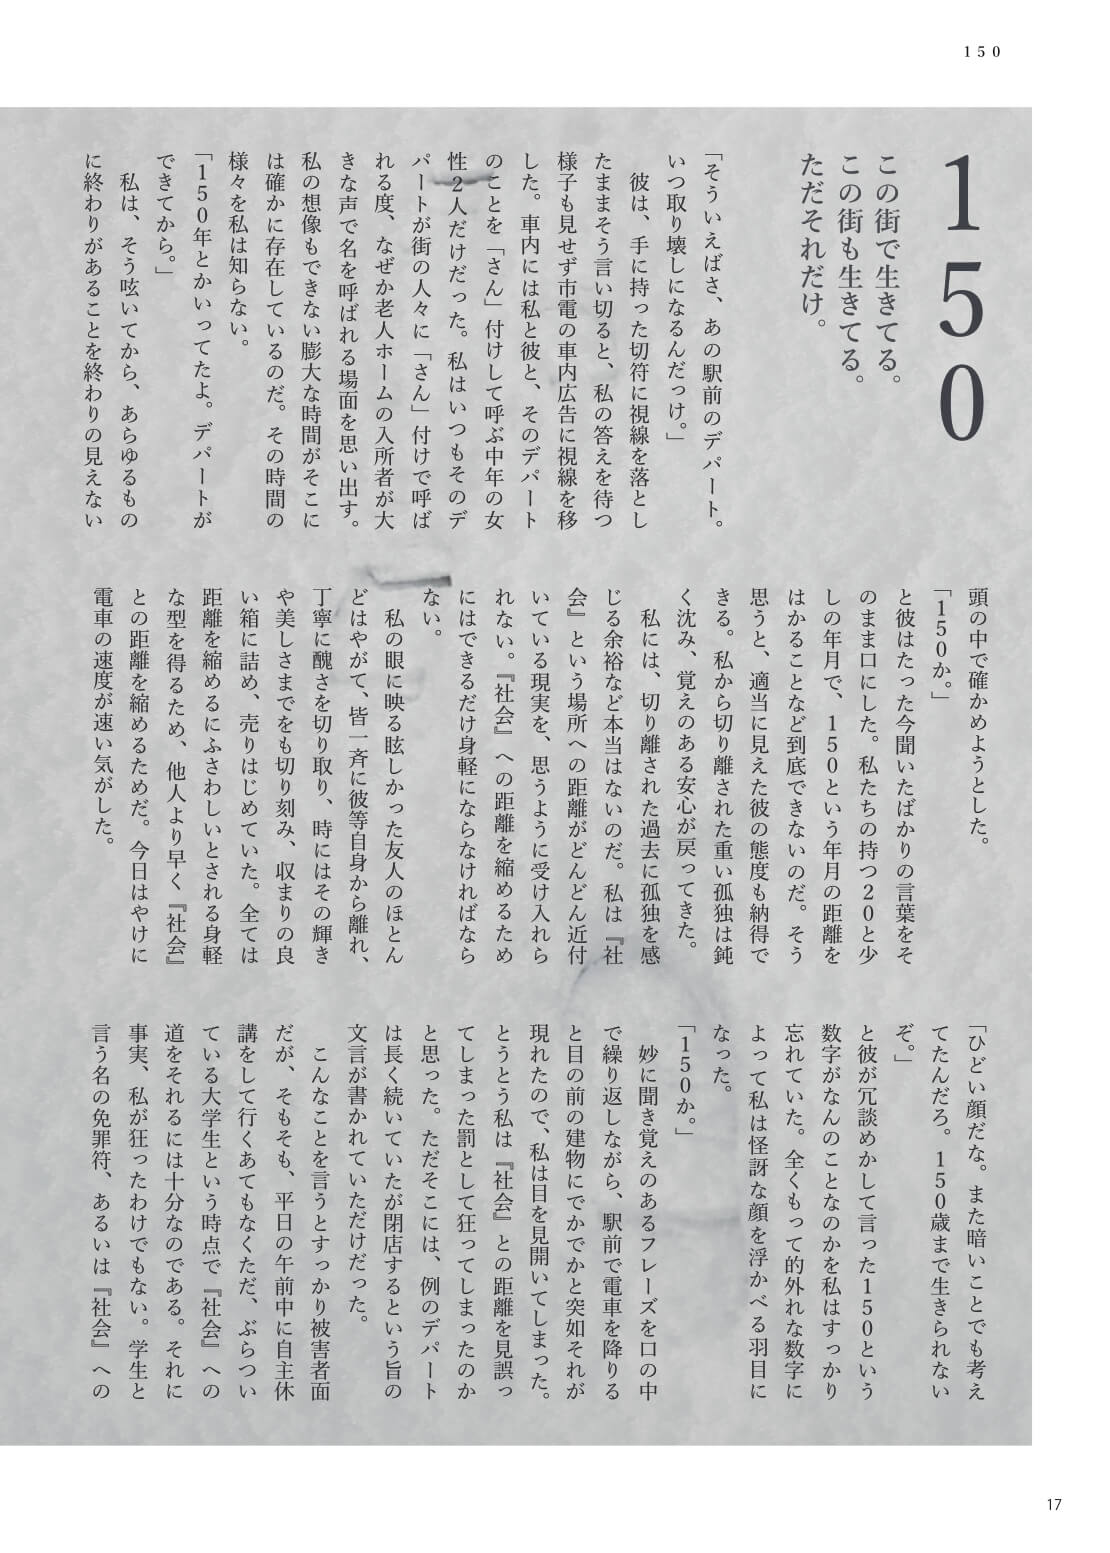 150
150
この街で生きてる。
この街も生きてる。
ただそれだけ。
「そういえばさ、あの駅前のデパート。
いつ取り壊しになるんだっけ。」
彼は、手に持った切符に視線を落とし
たままそう言い切ると、私の答えを待つ
様子も見せず市電の車内広告に視線を移
した。車内には私と彼と、そのデパート
のことを「さん」付けして呼ぶ中年の女
性2人だけだった。私はいつもそのデ
パートが街の人々に「さん」付けで呼ば
れる度、なぜか老人ホームの入所者が大
きな声で名を呼ばれる場面を思い出す。
私の想像もできない膨大な時間がそこに
は確かに存在しているのだ。その時間の
様々を私は知らない。
「150年とかいってたよ。デパートが
できてから。」
私は、そう呟いてから、あらゆるもの
に終わりがあることを終わりの見えない
頭の中で確かめようとした。
「150か。」
と彼はたった今聞いたばかりの言葉をそ
のまま口にした。私たちの持つ20と少
しの年月で、150という年月の距離を
はかることなど到底できないのだ。そう
思うと、適当に見えた彼の態度も納得で
きる。私から切り離された重い孤独は鈍
く沈み、覚えのある安心が戻ってきた。
私には、切り離された過去に孤独を感
じる余裕など本当はないのだ。私は『社
会』という場所への距離がどんどん近付
いている現実を、思うように受け入れら
れない。『社会』への距離を縮めるため
にはできるだけ身軽にならなければなら
ない。
私の眼に映る眩しかった友人のほとん
どはやがて、皆一斉に彼等自身から離れ、
丁寧に醜さを切り取り、時にはその輝き
や美しさまでをも切り刻み、収まりの良
い箱に詰め、売りはじめていた。全ては
距離を縮めるにふさわしいとされる身軽
な型を得るため、他人より早く『社会』
との距離を縮めるためだ。今日はやけに
電車の速度が速い気がした。
「ひどい顔だな。また暗いことでも考え
てたんだろ。150歳まで生きられない
ぞ。」
と彼が冗談めかして言った150という
数字がなんのことなのかを私はすっかり
忘れていた。全くもって的外れな数字に
よって私は怪訝な顔を浮かべる羽目に
なった。
「150か。」
妙に聞き覚えのあるフレーズを口の中
で繰り返しながら、駅前で電車を降りる
と目の前の建物にでかでかと突如それが
現れたので、私は目を見開いてしまった。
とうとう私は『社会』との距離を見誤っ
てしまった罰として狂ってしまったのか
と思った。ただそこには、例のデパート
は長く続いていたが閉店するという旨の
文言が書かれていただけだった。
こんなことを言うとすっかり被害者面
だが、そもそも、平日の午前中に自主休
講をして行くあてもなくただ、ぶらつい
ている大学生という時点で『社会』への
道をそれるには十分なのである。それに
事実、私が狂ったわけでもない。学生と
言う名の免罪符、あるいは『社会』への
17